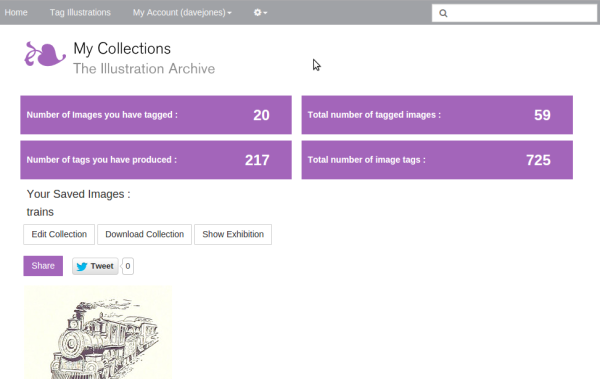 Home Tag Illustrations My Account (davejones)
My Collections
The Illustration Archive
Number of Images you have tagged : 20 Total number of tagged images : 59
Number of tags you have produced : 217 Total number of image tags : 725
Your Saved Images :
trains
Edit Collection Download Collection Show Exhibition
Share Tweet 0